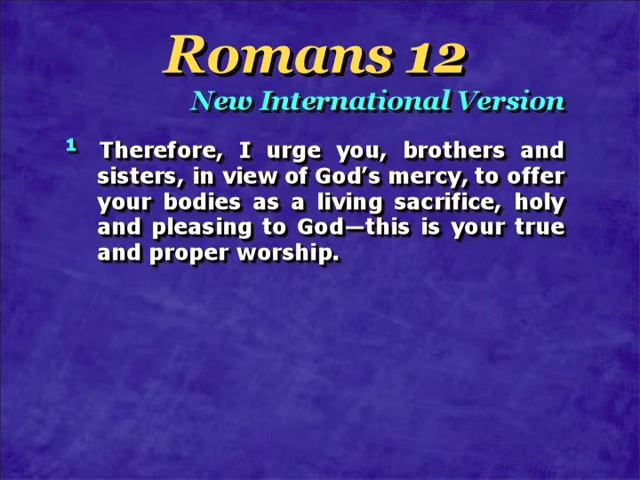 Romans 12
New International Version
1 Therefore, I urge you, brothers and
sisters, in view of God's mercy, to offer
your bodies as a living sacrifice, holy
and pleasing to God—this is your true
and proper worship.